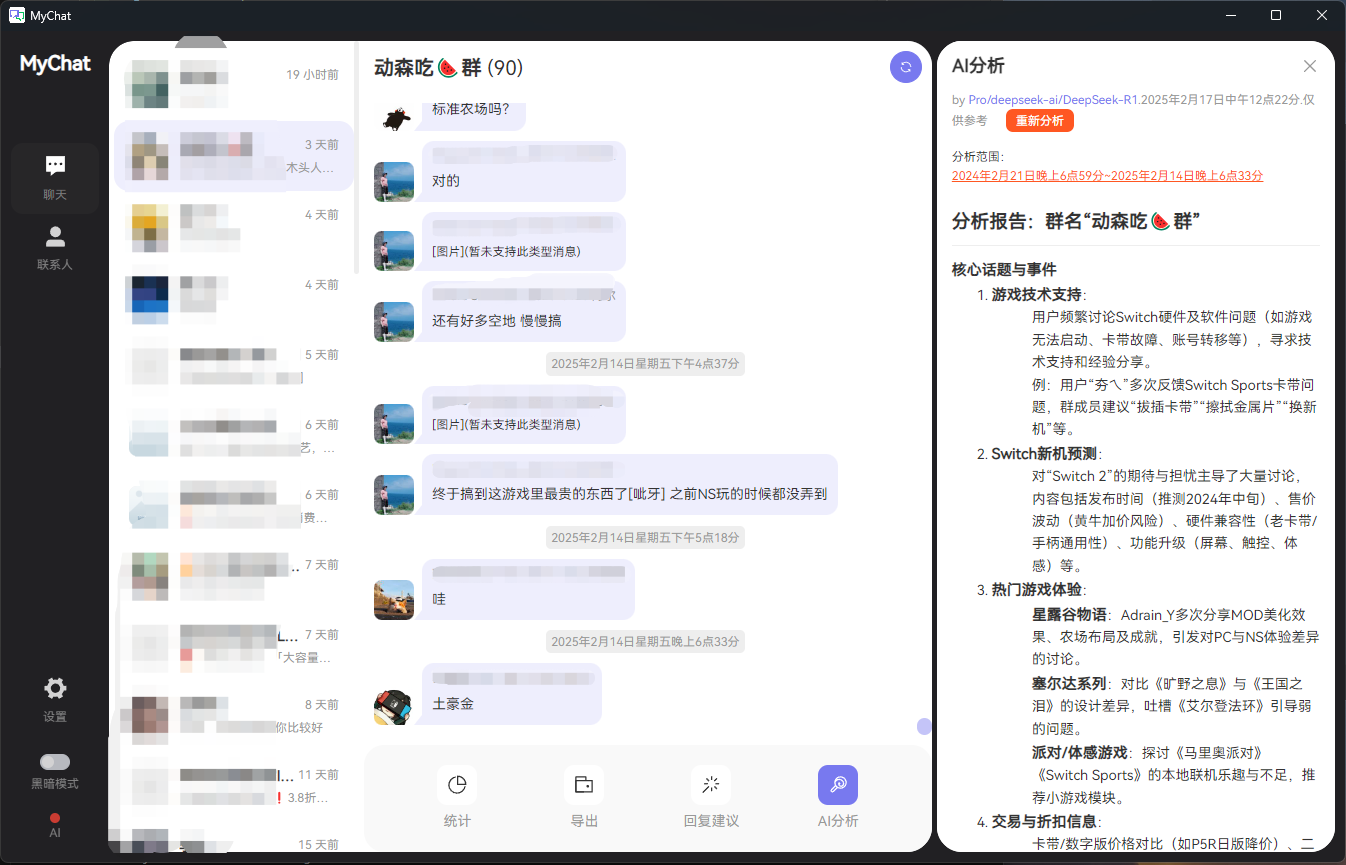 MyChat
MyChat
聊天
联系人
设置
黑暗模式
AI
19 小时前
3 天前
木头人...
4 天前
4 天前
5 天前
6 天前
艺，...
6 天前
费...
7 天前
L... 7 天前
「大容量...
8 天前
你比较好
11 天前
❗ 3.8折...
15 天前
动森吃🍉群 (90)
标准农场吗?
对的
[图片](暂未支持此类型消息)
还有好多空地 慢慢搞
2025年2月14日星期五下午4点37分
[图片](暂未支持此类型消息)
终于搞到这游戏里最贵的东西了[呲牙] 之前NS玩的时候都没弄到
2025年2月14日星期五下午5点18分
哇
2025年2月14日星期五晚上6点33分
土豪金
统计
导出
回复建议
AI分析
AI分析
by Pro/deepseek-ai/DeepSeek-R1.2025年2月17日中午12点22分.仅
供参考 重新分析
分析范围：
2024年2月21日晚上6点59分~2025年2月14日晚上6点33分
分析报告：群名“动森吃🍉群”
核心话题与事件
1. 游戏技术支持:
用户频繁讨论Switch硬件及软件问题（如游戏
无法启动、卡带故障、账号转移等），寻求技
术支持和经验分享。
例：用户“夯乀”多次反馈Switch Sports卡带问
题，群成员建议“拔插卡带”“擦拭金属片”“换新
机”等。
2. Switch新机预测:
对“Switch 2”的期待与担忧主导了大量讨论，
内容包括发布时间（推测2024年中旬）、售价
波动（黄牛加价风险）、硬件兼容性（老卡带/
手柄通用性）、功能升级（屏幕、触控、体
感）等。
3. 热门游戏体验:
星露谷物语：Adrain_Y多次分享MOD美化效
果、农场布局及成就，引发对PC与NS体验差异
的讨论。
塞尔达系列：对比《旷野之息》与《王国之
泪》的设计差异，吐槽《艾尔登法环》引导弱
的问题。
派对/体感游戏：探讨《马里奥派对》
《Switch Sports》的本地联机乐趣与不足，推
荐小游戏模块。
4. 交易与折扣信息:
卡带/数字版价格对比（如P5R日版降价）、二